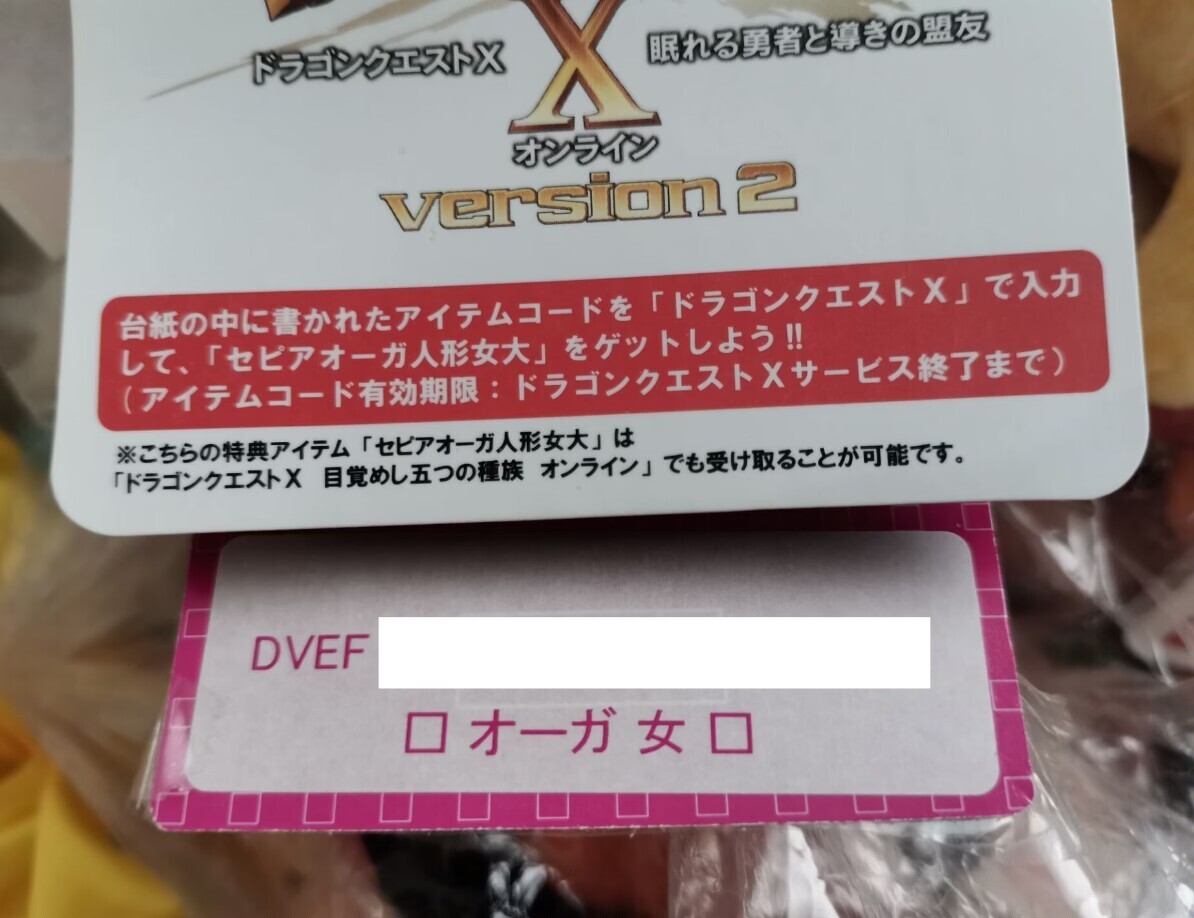 ドラゴンクエストX 眠れる勇者と導きの盟友
X
オンライン
version 2
台紙の中に書かれたアイテムコードを「ドラゴンクエストX」で入力
して、「セピアオーガ人形女大」をゲットしよう!!
(アイテムコード有効期限：ドラゴンクエストXサービス終了まで)
※こちらの特典アイテム「セピアオーガ人形女大」は
「ドラゴンクエストX 目覚めし五つの種族 オンライン」でも受け取ることが可能です。
DVEF
□ オーガ 女 □